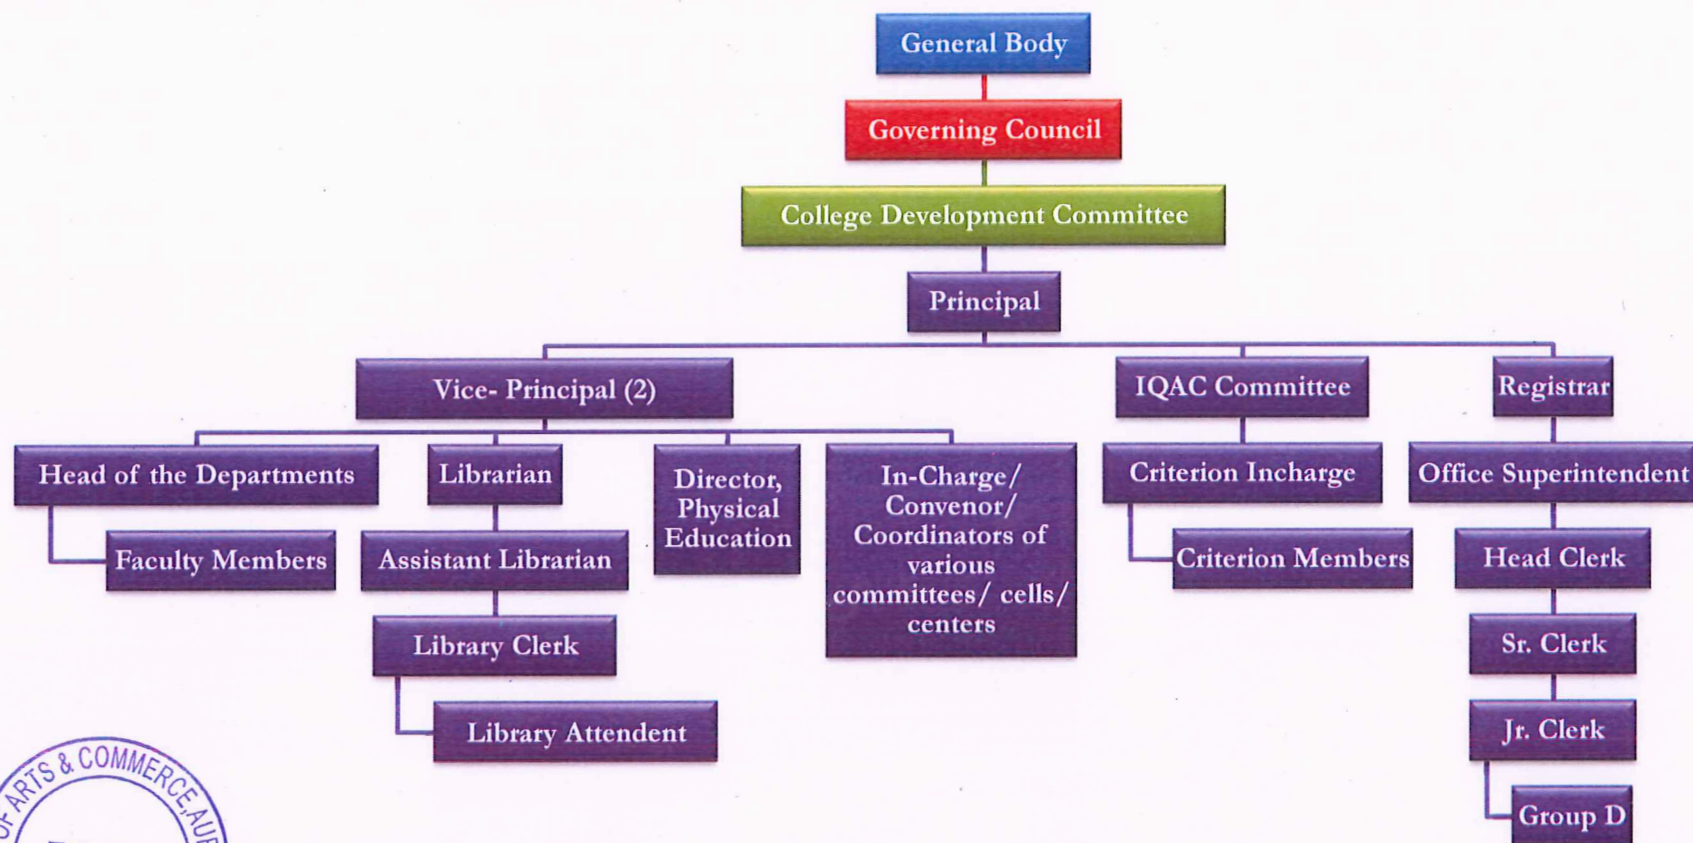 General Body
Governing Council
College Development Committee
Principal
Vice- Principal (2)
IQAC Committee
Registrar
Head of the Departments
Librarian
Director,
Physical
Education
In-Charge/
Convenor/
Coordinators of
various
committees/ cells/
centers
Criterion Incharge
Office Superintendent
Faculty Members
Assistant Librarian
Criterion Members
Head Clerk
Library Clerk
Sr. Clerk
Library Attendent
Jr. Clerk
Group D
OF ARTS & COMMERCE, AUR